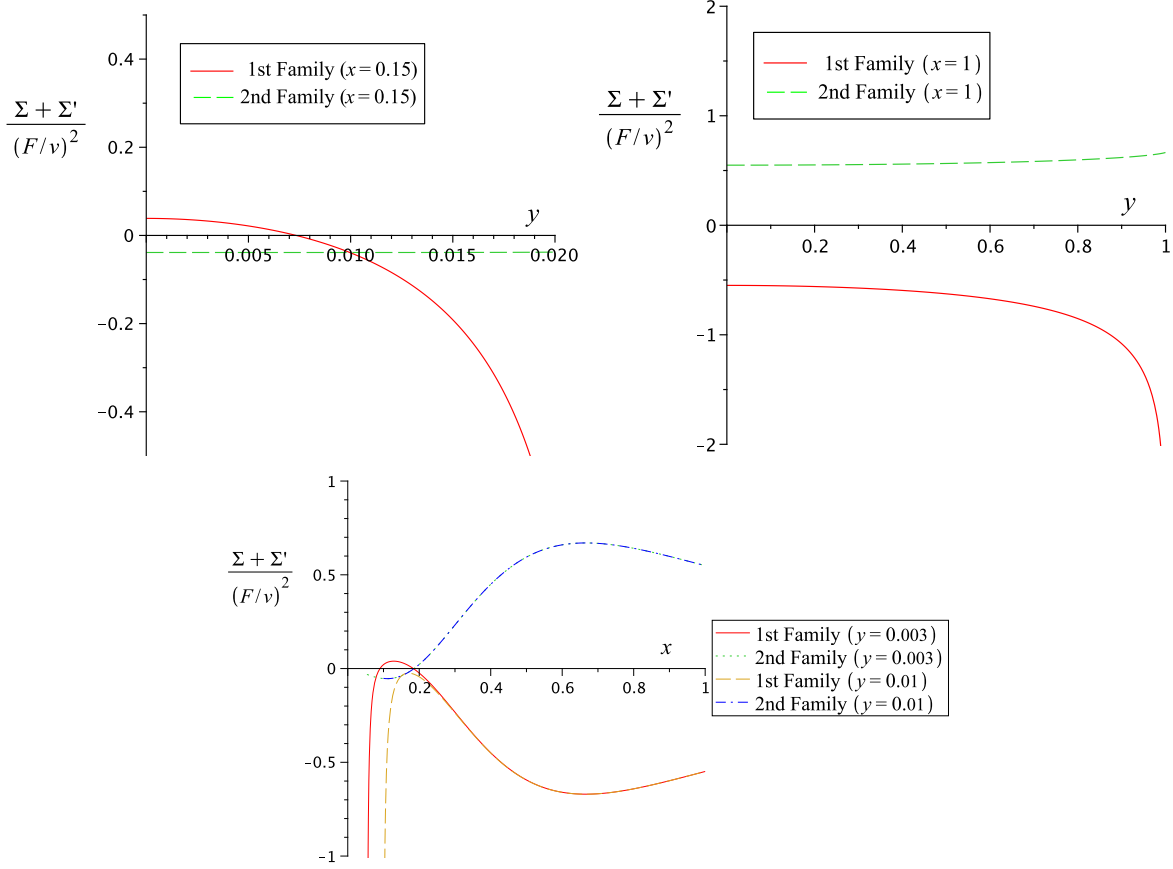 0.4
1st Family (x = 0.15)
2nd Family (x = 0.15)
Σ + Σ'
(F/v)²
0.2
y
0
0.005
0.010
0.015
0.020
−0.2
−0.4
2
1st Family (x = 1)
2nd Family (x = 1)
Σ + Σ'
(F/v)²
1
y
0
0.2
0.4
0.6
0.8
1
−1
−2
1
Σ + Σ'
(F/v)²
0.5
x
0
0.2
0.4
0.6
0.8
1
−0.5
−1
1st Family (y = 0.003)
2nd Family (y = 0.003)
1st Family (y = 0.01)
2nd Family (y = 0.01)